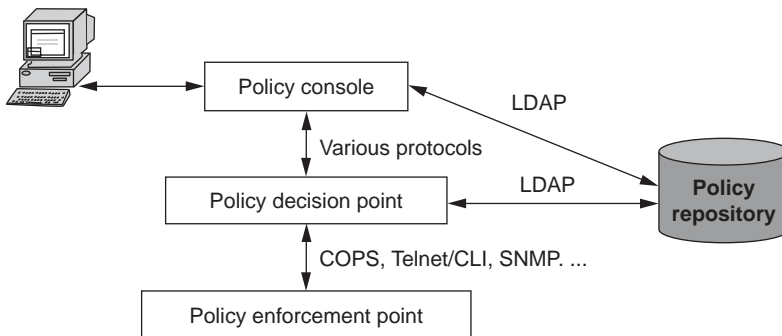 Policy console
LDAP
Various protocols
Policy decision point
LDAP
Policy
repository
COPS, Telnet/CLI, SNMP. ...
Policy enforcement point